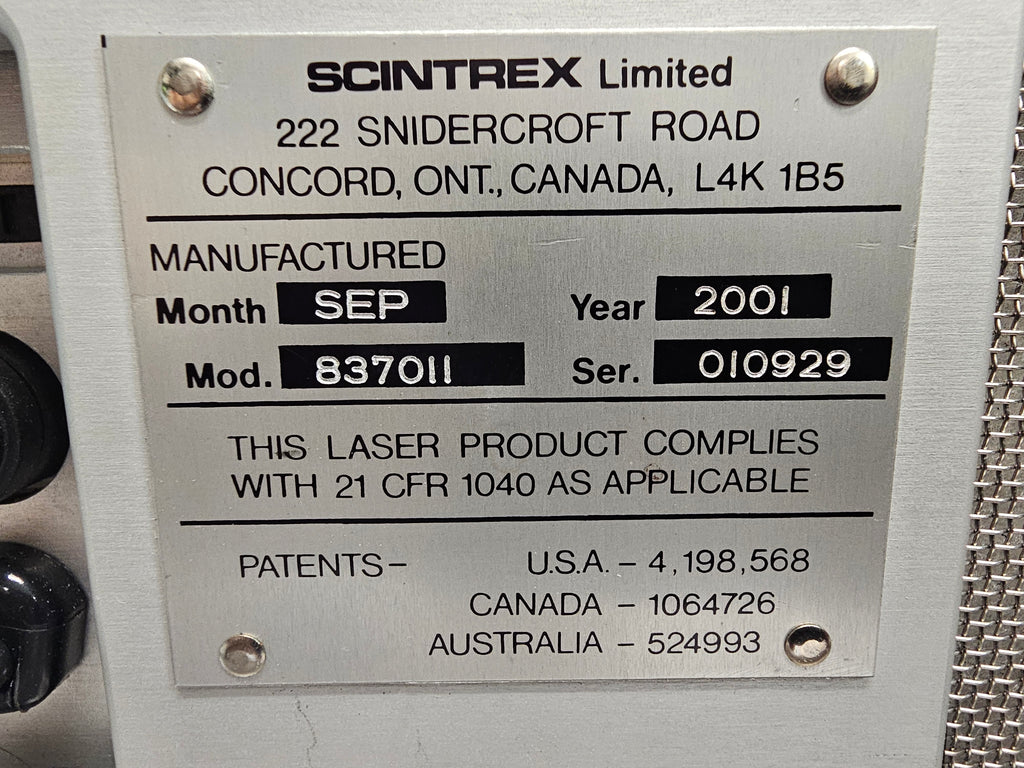 SCINTREX Limited
222 SNIDERCROFT ROAD
CONCORD, ONT., CANADA, L4K 1B5
MANUFACTURED
Month SEP Year 2001
Mod. 837011 Ser. 010929
THIS LASER PRODUCT COMPLIES
WITH 21 CFR 1040 AS APPLICABLE
PATENTS– U.S.A. – 4,198,568
CANADA – 1064726
AUSTRALIA – 524993